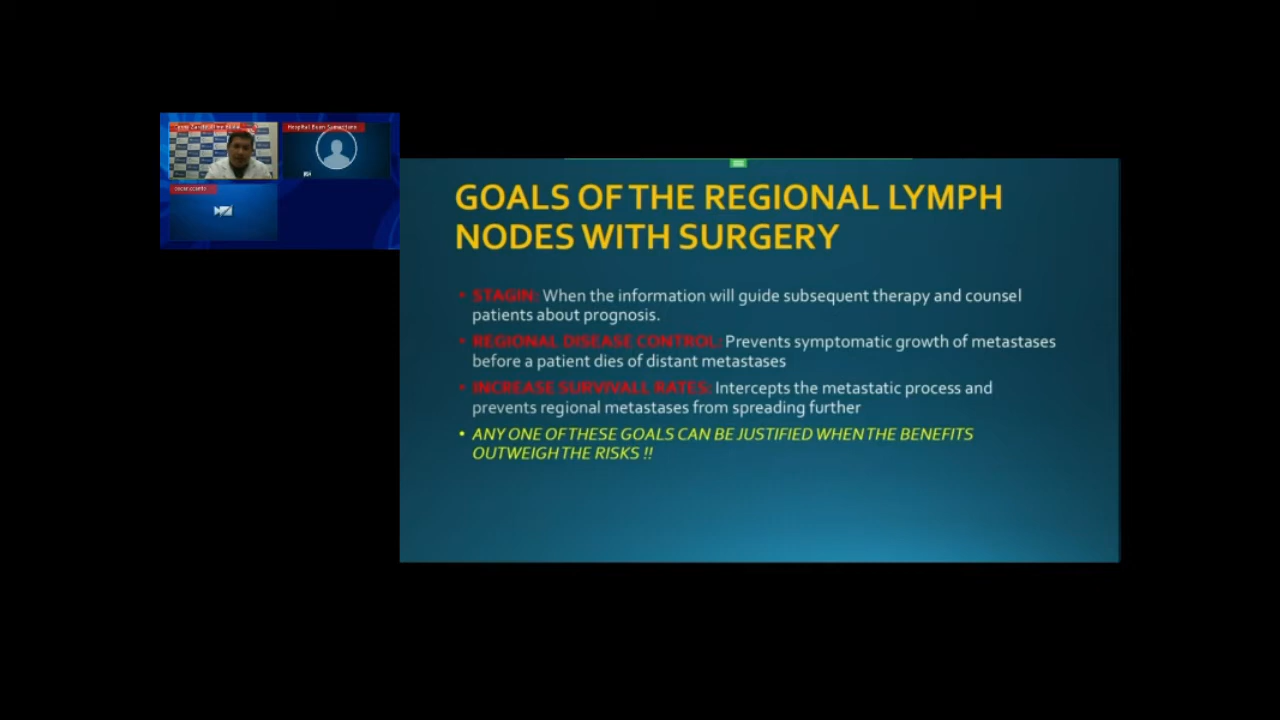 Hospital Buen Samaritano
GOALS OF THE REGIONAL LYMPH
NODES WITH SURGERY
• STAGIN: When the information will guide subsequent therapy and counsel
patients about prognosis.
• REGIONAL DISEASE CONTROL: Prevents symptomatic growth of metastases
before a patient dies of distant metastases
• INCREASE SURVIVALL RATES: Intercepts the metastatic process and
prevents regional metastases from spreading further
• ANY ONE OF THESE GOALS CAN BE JUSTIFIED WHEN THE BENEFITS
OUTWEIGH THE RISKS !!